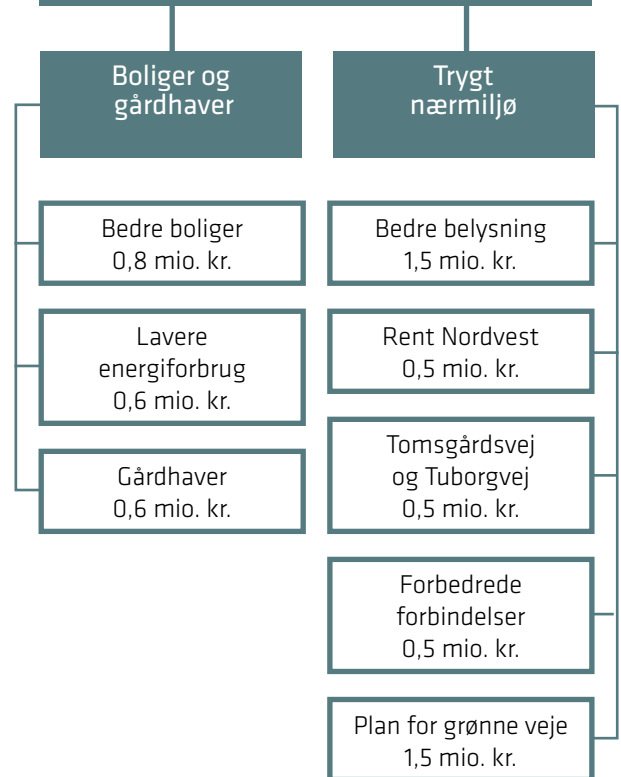 Boliger og
gårdhaver
Bedre boliger
0,8 mio. kr.
Lavere
energiforbrug
0,6 mio. kr.
Gårdhaver
0,6 mio. kr.
Trygt
nærmiljø
Bedre belysning
1,5 mio. kr.
Rent Nordvest
0,5 mio. kr.
Tomsgårdsvej
og Tuborgvej
0,5 mio. kr.
Forbedrede
forbindelser
0,5 mio. kr.
Plan for grønne veje
1,5 mio. kr.